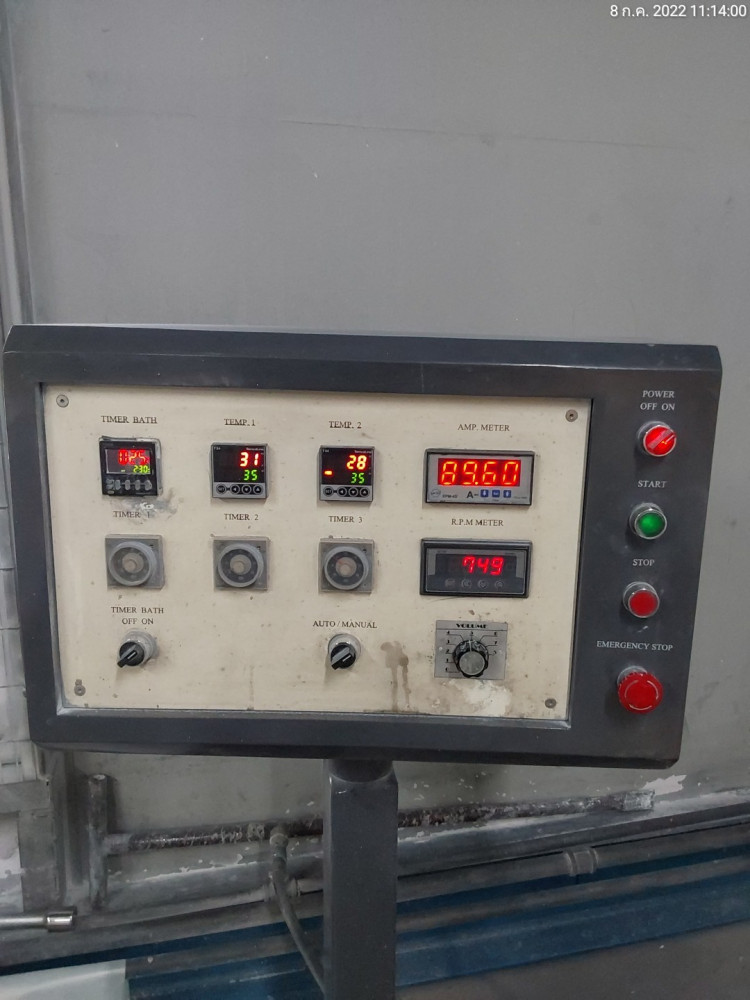 8 ก.ค. 2022 11:14:00
POWER
OFF ON
TIMER BATH
TEMP. 1
TEMP. 2
AMP. METER
31
35
28
35
89.60
A~
START
TIMER 1
TIMER 2
TIMER 3
R.P.M METER
749
STOP
TIMER BATH
OFF ON
AUTO / MANUAL
VOLUME
EMERGENCY STOP